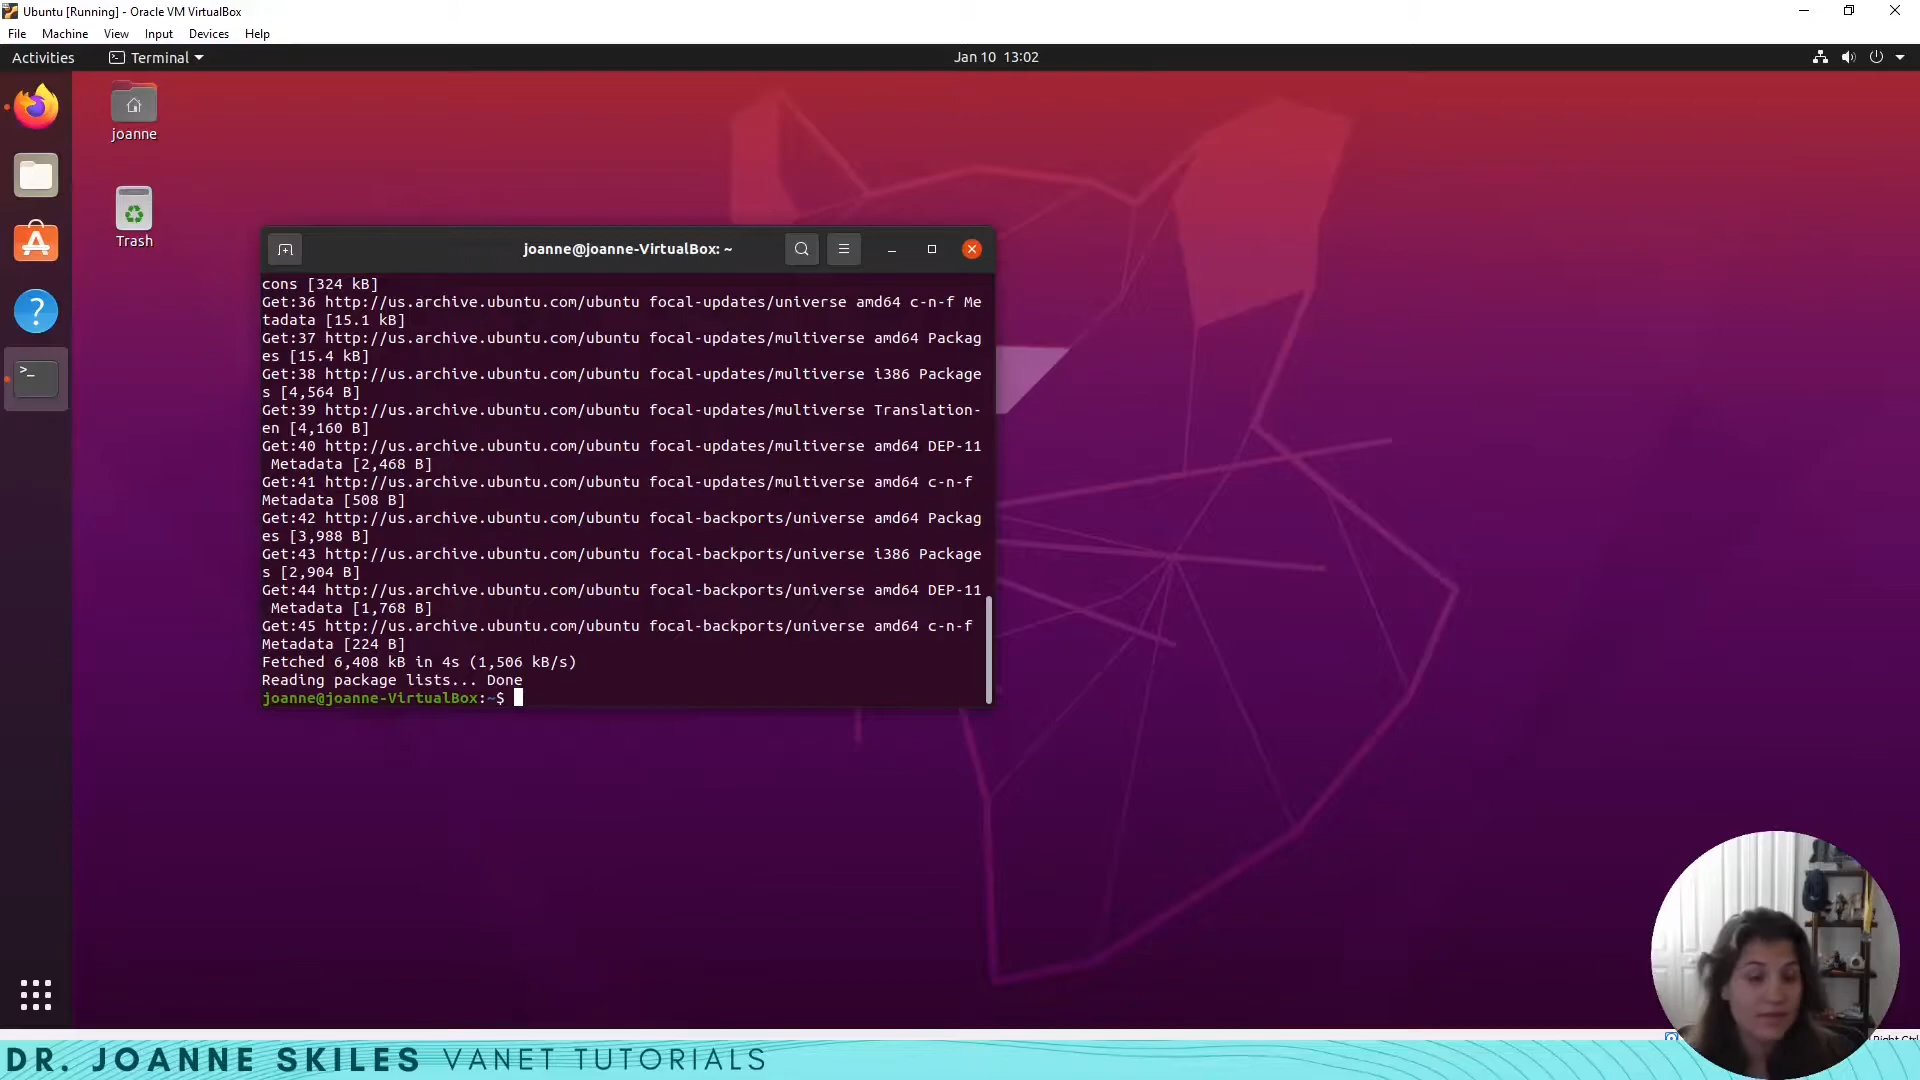 Ubuntu [Running] - Oracle VM VirtualBox
File Machine View Input Devices Help
Activities Terminal Jan 10 13:02
joanne
Trash
joanne@joanne-VirtualBox: ~
cons [324 kB]
Get:36 http://us.archive.ubuntu.com/ubuntu focal-updates/universe amd64 c-n-f Me
tadata [15.1 kB]
Get:37 http://us.archive.ubuntu.com/ubuntu focal-updates/multiverse amd64 Packag
es [15.4 kB]
Get:38 http://us.archive.ubuntu.com/ubuntu focal-updates/multiverse i386 Package
s [4,564 B]
Get:39 http://us.archive.ubuntu.com/ubuntu focal-updates/multiverse Translation-
en [4,160 B]
Get:40 http://us.archive.ubuntu.com/ubuntu focal-updates/multiverse amd64 DEP-11
 Metadata [2,468 B]
Get:41 http://us.archive.ubuntu.com/ubuntu focal-updates/multiverse amd64 c-n-f
Metadata [508 B]
Get:42 http://us.archive.ubuntu.com/ubuntu focal-backports/universe amd64 Packag
es [3,988 B]
Get:43 http://us.archive.ubuntu.com/ubuntu focal-backports/universe i386 Package
s [2,904 B]
Get:44 http://us.archive.ubuntu.com/ubuntu focal-backports/universe amd64 DEP-11
 Metadata [1,768 B]
Get:45 http://us.archive.ubuntu.com/ubuntu focal-backports/universe amd64 c-n-f
Metadata [224 B]
Fetched 6,408 kB in 4s (1,506 kB/s)
Reading package lists... Done
joanne@joanne-VirtualBox:~$
Right Ctrl
DR. JOANNE SKILES VANET TUTORIALS